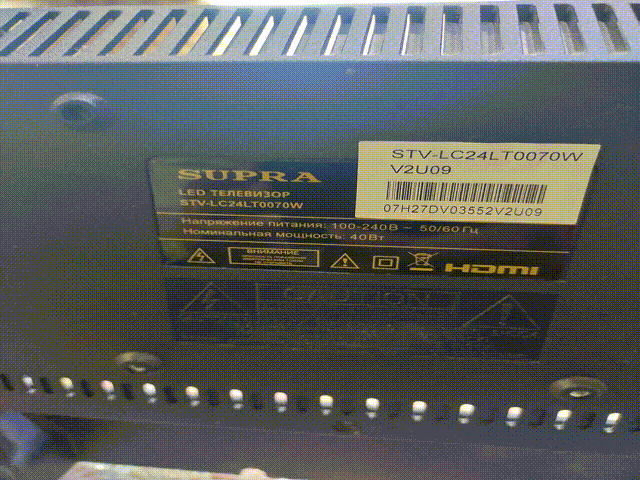 SUPRA
LED ТЕЛЕВИЗОР
STV-LC24LT0070W
STV-LC24LT0070W
V2U09
07H27DV03552V2U09
Напряжение питания: 100-240В ~ 50/60Гц
Номинальная мощность: 40Вт
ВНИМАНИЕ
HDMI
CAUTION